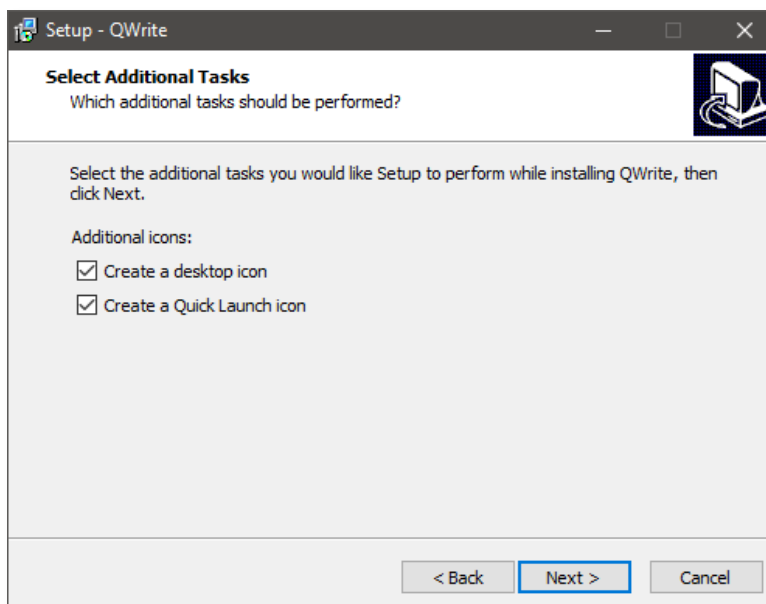 Setup - QWrite
Select Additional Tasks
Which additional tasks should be performed?
Select the additional tasks you would like Setup to perform while installing QWrite, then
click Next.
Additional icons:
Create a desktop icon
Create a Quick Launch icon
< Back Next > Cancel